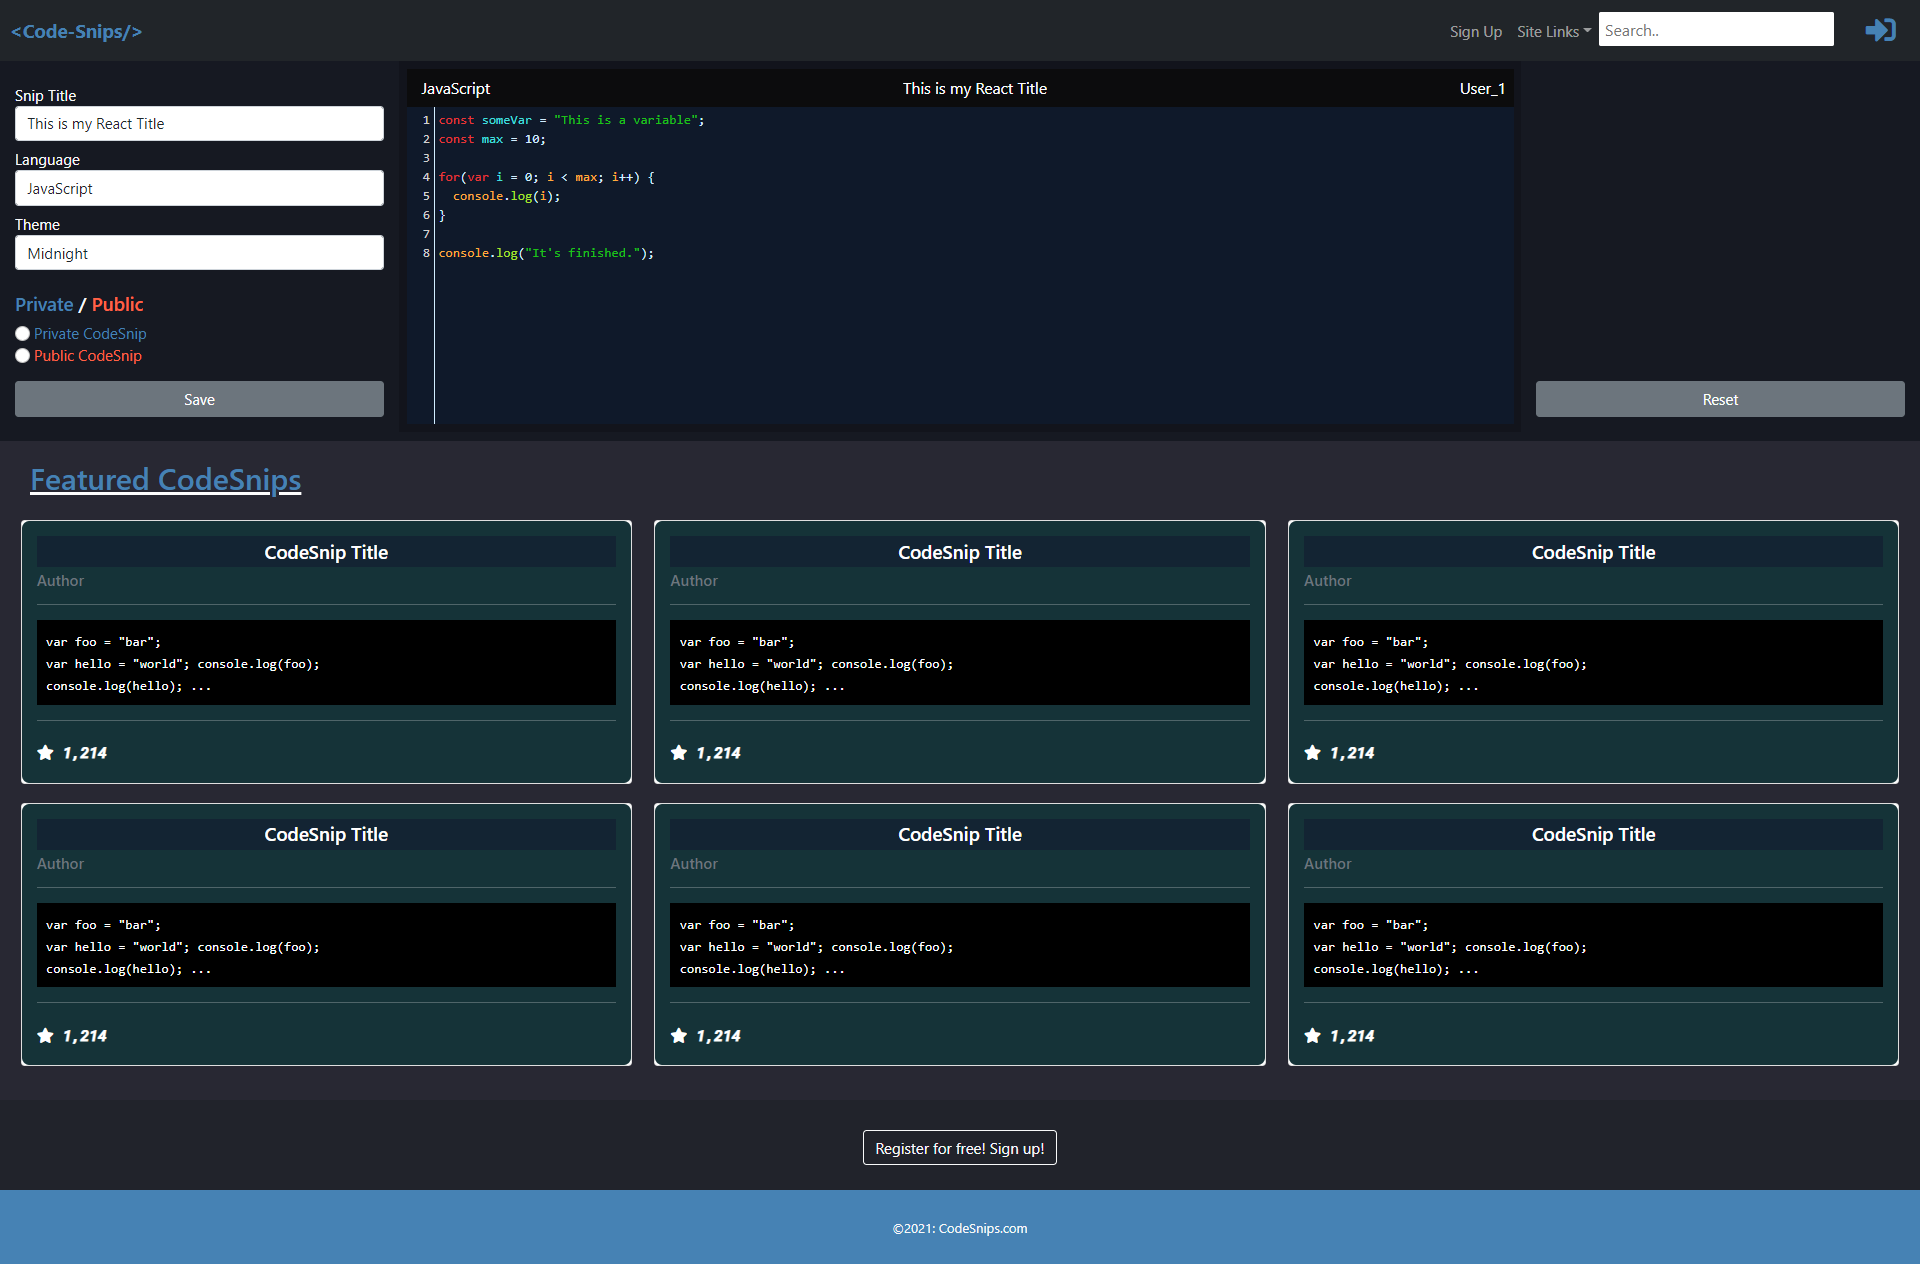 <Code-Snips/>
Sign Up Site Links Search..
Snip Title
This is my React Title
Language
JavaScript
Theme
Midnight
Private / Public
Private CodeSnip
Public CodeSnip
Save
JavaScript This is my React Title User_1
1 const someVar = "This is a variable";
2 const max = 10;
3
4 for(var i = 0; i < max; i++) {
5   console.log(i);
6 }
7
8 console.log("It's finished.");
Reset
Featured CodeSnips
CodeSnip Title
Author
var foo = "bar";
var hello = "world"; console.log(foo);
console.log(hello); ...
1,214
CodeSnip Title
Author
var foo = "bar";
var hello = "world"; console.log(foo);
console.log(hello); ...
1,214
CodeSnip Title
Author
var foo = "bar";
var hello = "world"; console.log(foo);
console.log(hello); ...
1,214
CodeSnip Title
Author
var foo = "bar";
var hello = "world"; console.log(foo);
console.log(hello); ...
1,214
CodeSnip Title
Author
var foo = "bar";
var hello = "world"; console.log(foo);
console.log(hello); ...
1,214
CodeSnip Title
Author
var foo = "bar";
var hello = "world"; console.log(foo);
console.log(hello); ...
1,214
Register for free! Sign up!
©2021: CodeSnips.com